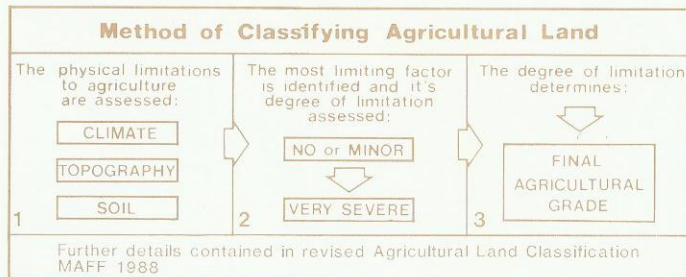 Method of Classifying Agricultural Land
The physical limitations
to agriculture
are assessed:
CLIMATE
TOPOGRAPHY
SOIL
1
The most limiting factor
is identified and it's
degree of limitation
assessed:
NO or MINOR
VERY SEVERE
2
The degree of limitation
determines:
FINAL
AGRICULTURAL
GRADE
3
Further details contained in revised Agricultural Land Classification
MAFF 1988